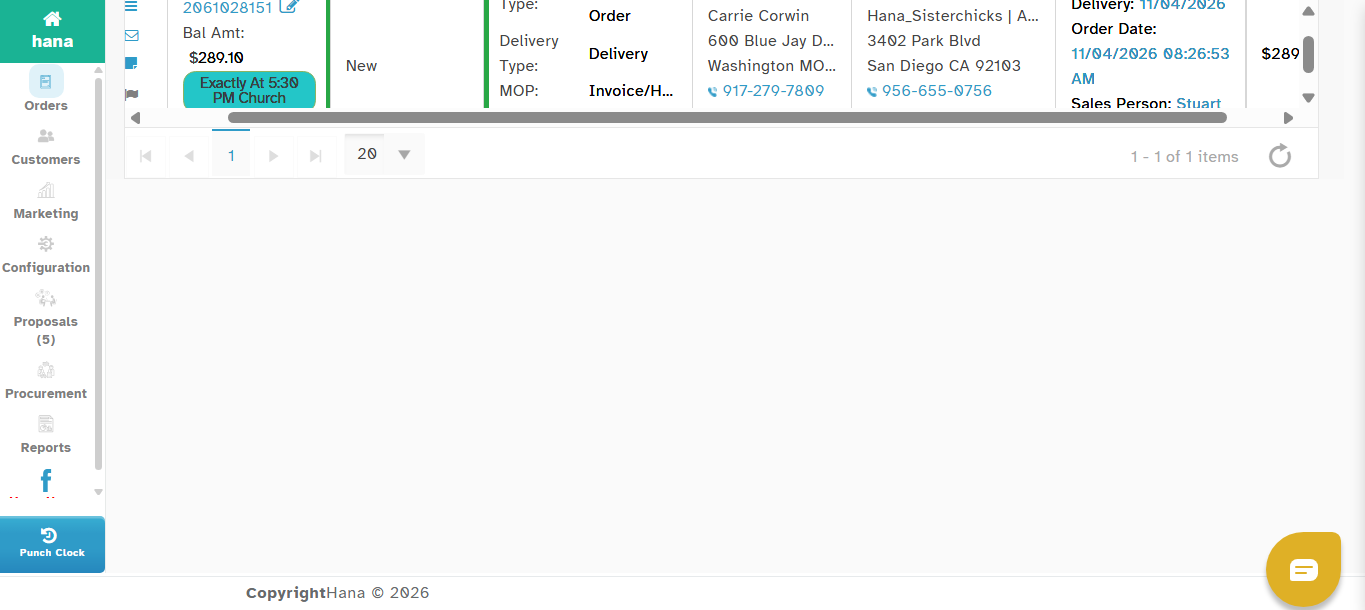 hana
Orders
Customers
Marketing
Configuration
Proposals
(5)
Procurement
Reports
Punch Clock
2061028151
Bal Amt:
$289.10
Exactly At 5:30
PM Church
New
Type:
Order
Delivery
Type:
Delivery
MOP:
Invoice/H...
Carrie Corwin
600 Blue Jay D...
Washington MO...
917-279-7809
Hana_Sisterchicks | A...
3402 Park Blvd
San Diego CA 92103
956-655-0756
Delivery: 11/04/2026
Order Date:
11/04/2026 08:26:53
AM
Sales Person: Stuart
$289
1
20
1 - 1 of 1 items
CopyrightHana © 2026